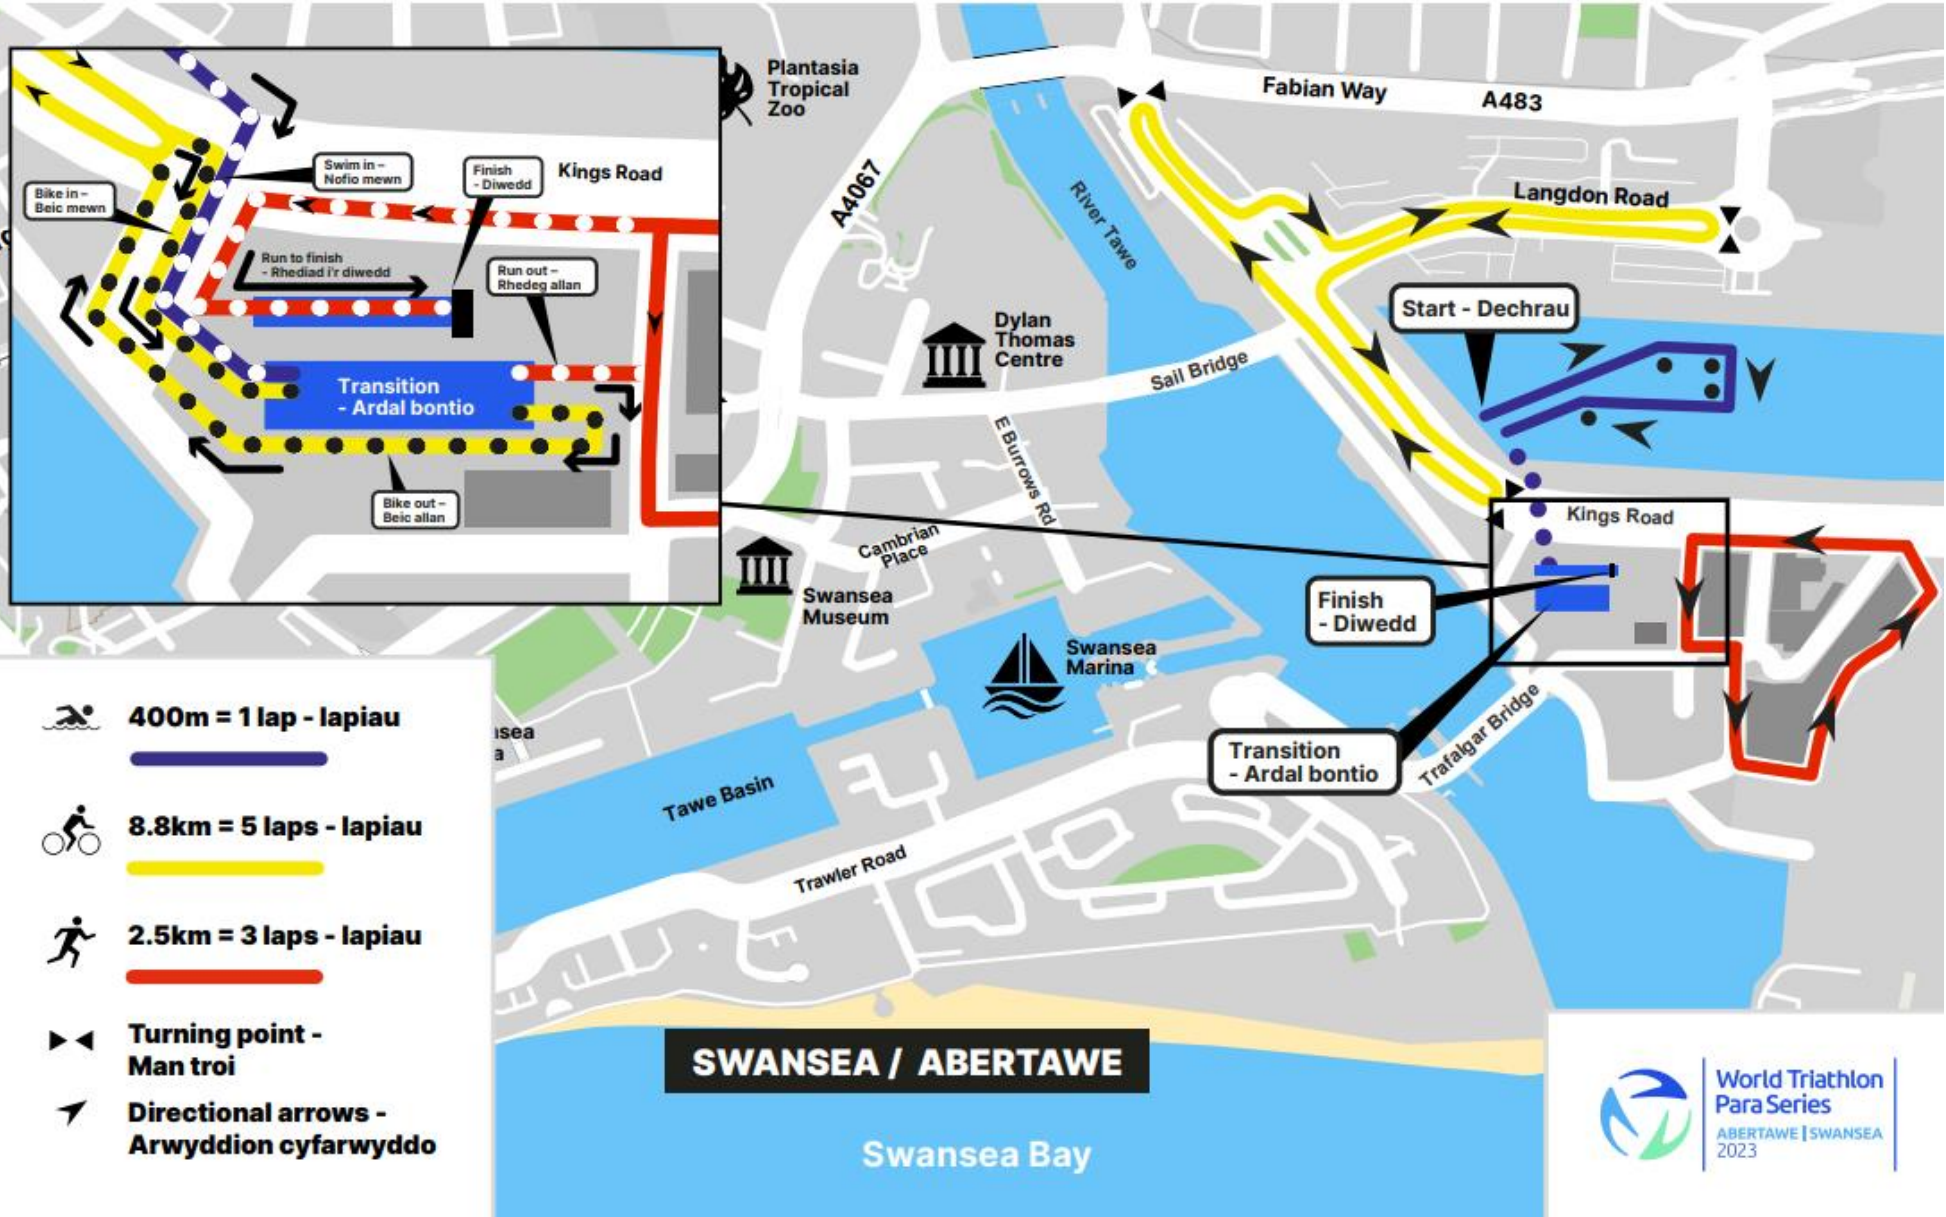 Plantasia
Tropical
Zoo
Fabian Way
A483
A4067
River Tawe
Langdon Road
Kings Road
Swim in –
Nofio mewn
Finish
- Diwedd
Bike in –
Beic mewn
Run to finish
- Rhediad i'r diwedd
Run out –
Rhedeg allan
Transition
- Ardal bontio
Bike out –
Beic allan
Start - Dechrau
Dylan
Thomas
Centre
Sail Bridge
E Burrows Rd
Cambrian
Place
Kings Road
Swansea
Museum
Finish
- Diwedd
Swansea
Marina
Transition
- Ardal bontio
Trafalgar Bridge
Tawe Basin
Trawler Road
400m = 1 lap - lapiau
8.8km = 5 laps - lapiau
2.5km = 3 laps - lapiau
Turning point -
Man troi
Directional arrows -
Arwyddion cyfarwyddo
SWANSEA / ABERTAWE
Swansea Bay
World Triathlon
Para Series
ABERTAWE | SWANSEA
2023